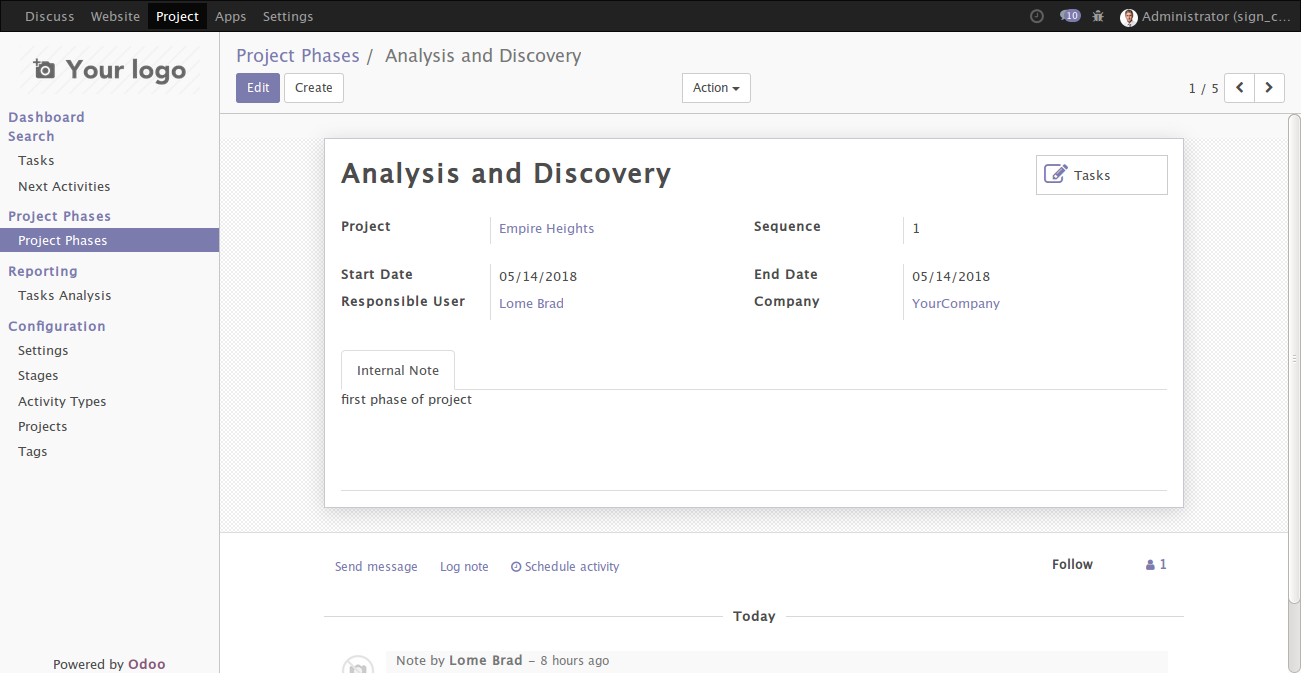 Discuss Website Project Apps Settings 10 Administrator (sign_c...
Your logo
Project Phases / Analysis and Discovery
Edit Create Action 1 / 5
Dashboard
Search
Tasks
Next Activities
Project Phases
Project Phases
Reporting
Tasks Analysis
Configuration
Settings
Stages
Activity Types
Projects
Tags
Powered by Odoo
Analysis and Discovery
Tasks
Project Empire Heights Sequence 1
Start Date 05/14/2018 End Date 05/14/2018
Responsible User Lome Brad Company YourCompany
Internal Note
first phase of project
Send message Log note Schedule activity Follow 1
Today
Note by Lome Brad – 8 hours ago